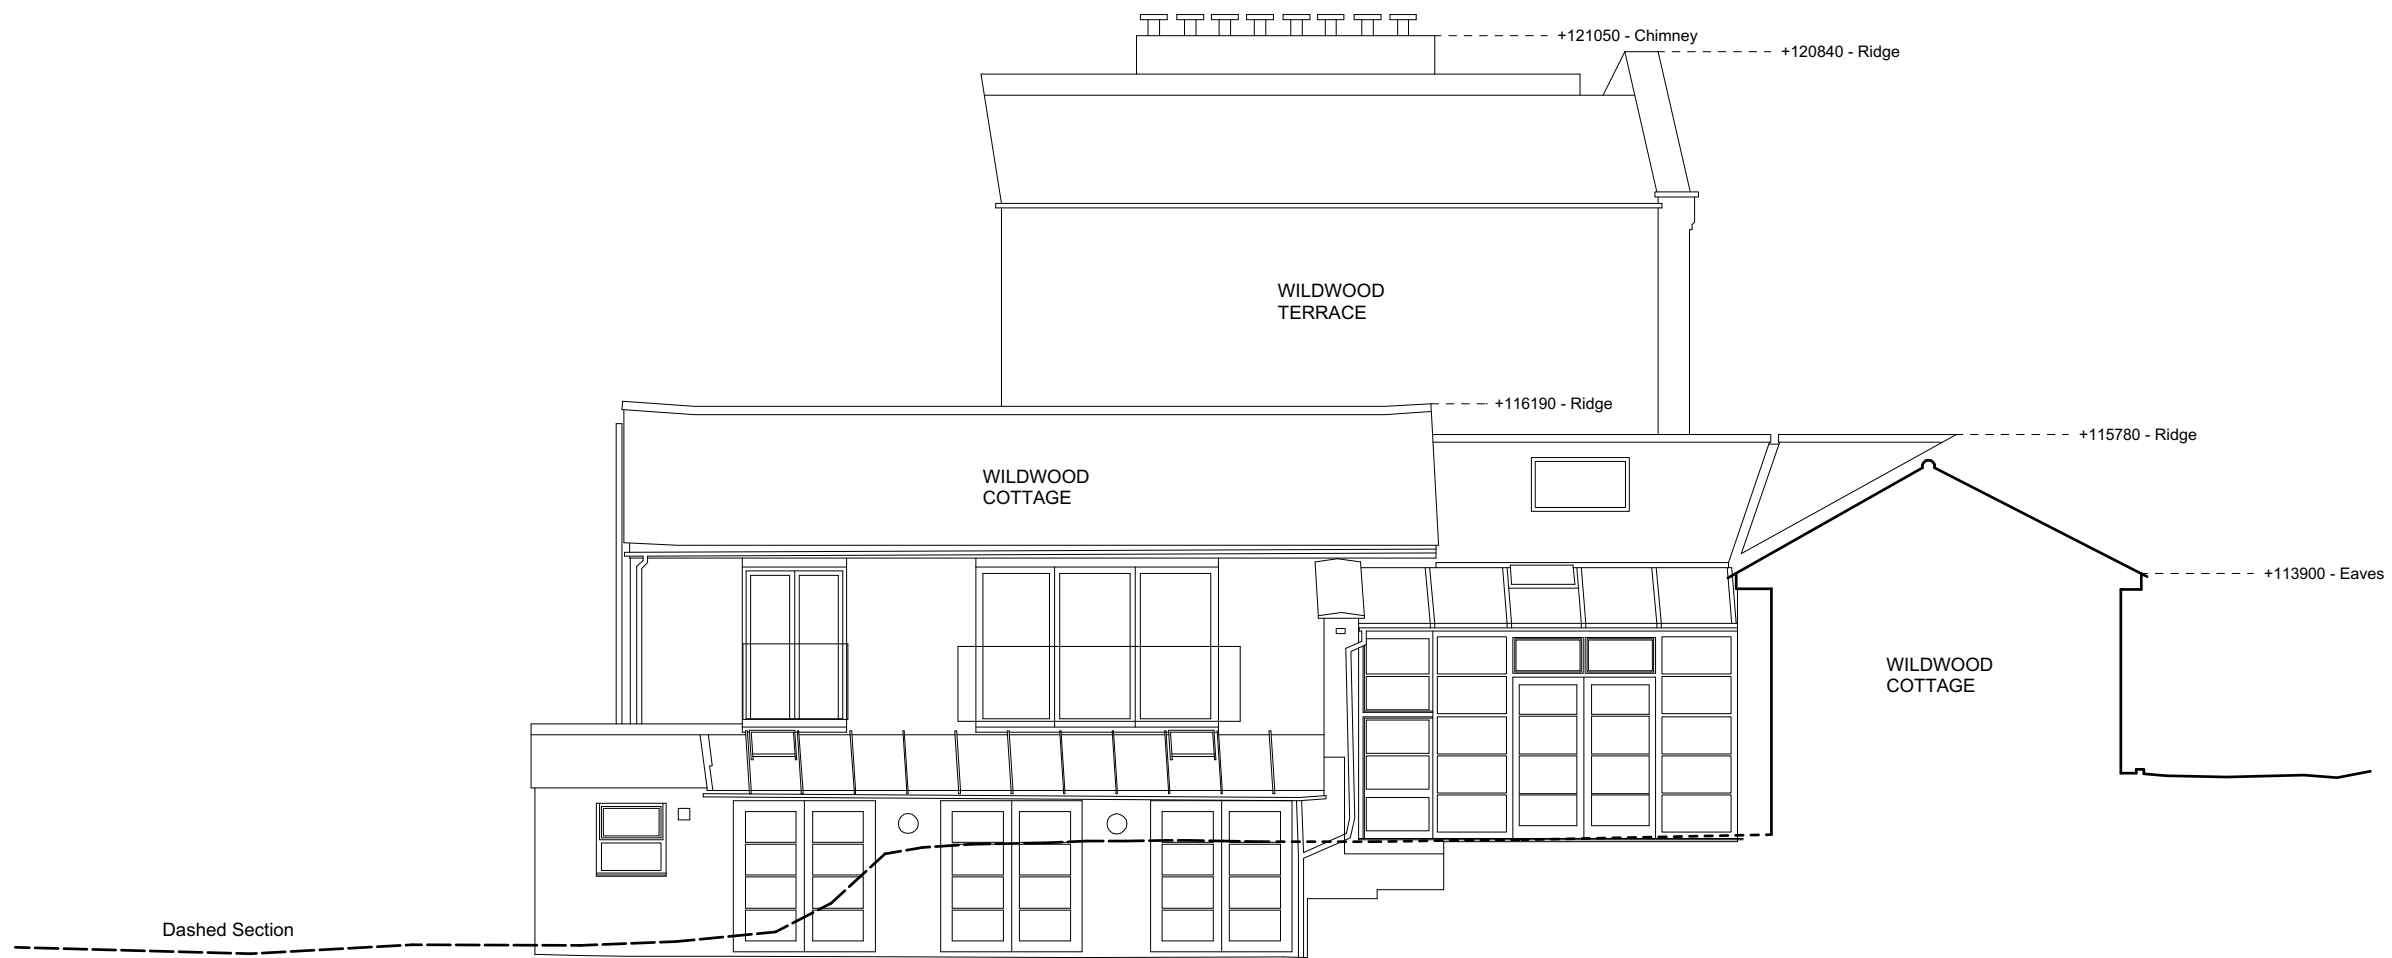 +121050 - Chimney
+120840 - Ridge
WILDWOOD
TERRACE
+116190 - Ridge
+115780 - Ridge
WILDWOOD
COTTAGE
+113900 - Eaves
WILDWOOD
COTTAGE
Dashed Section